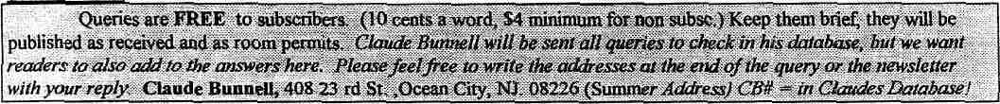 Queries are FREE to subscribers. (10 cents a word, $4 minimum for non subsc.) Keep them brief, they will be
published as received and as room permits. Claude Bunnell will be sent all queries to check in his database, but we want
readers to also add to the answers here. Please feel free to write the addresses at the end of the query or the newsletter
with your reply. Claude Bunnell, 408 23 rd St. ,Ocean City, NJ. 08226 (Summer Address) CB# = in Claudes Database!